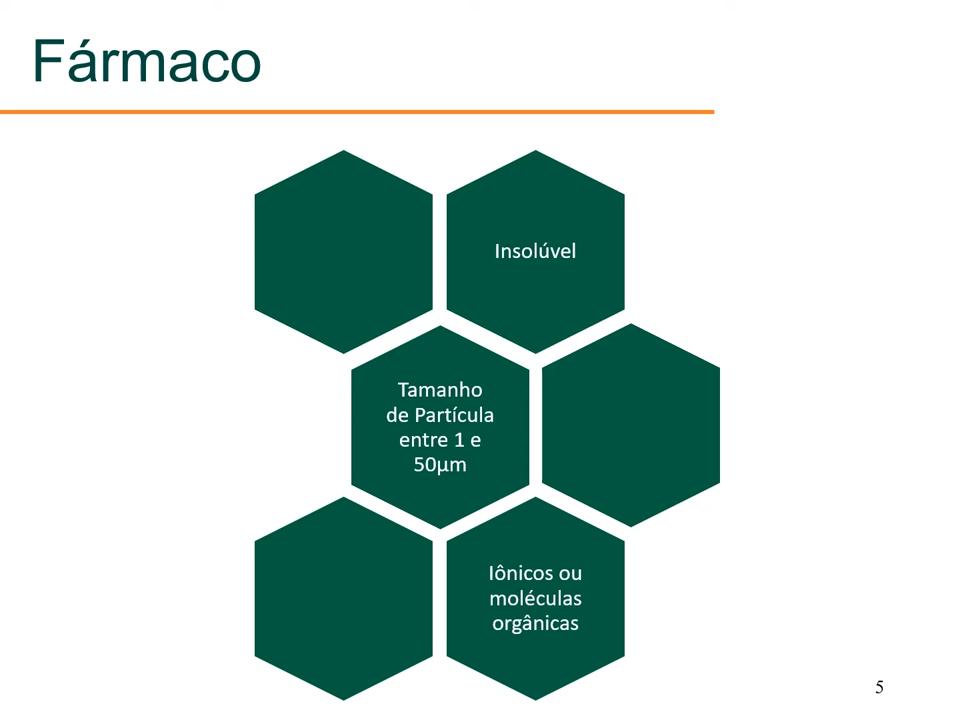 Fármaco
Insolúvel
Tamanho
de Partícula
entre 1 e
50µm
Iônicos ou
moléculas
orgânicas
5